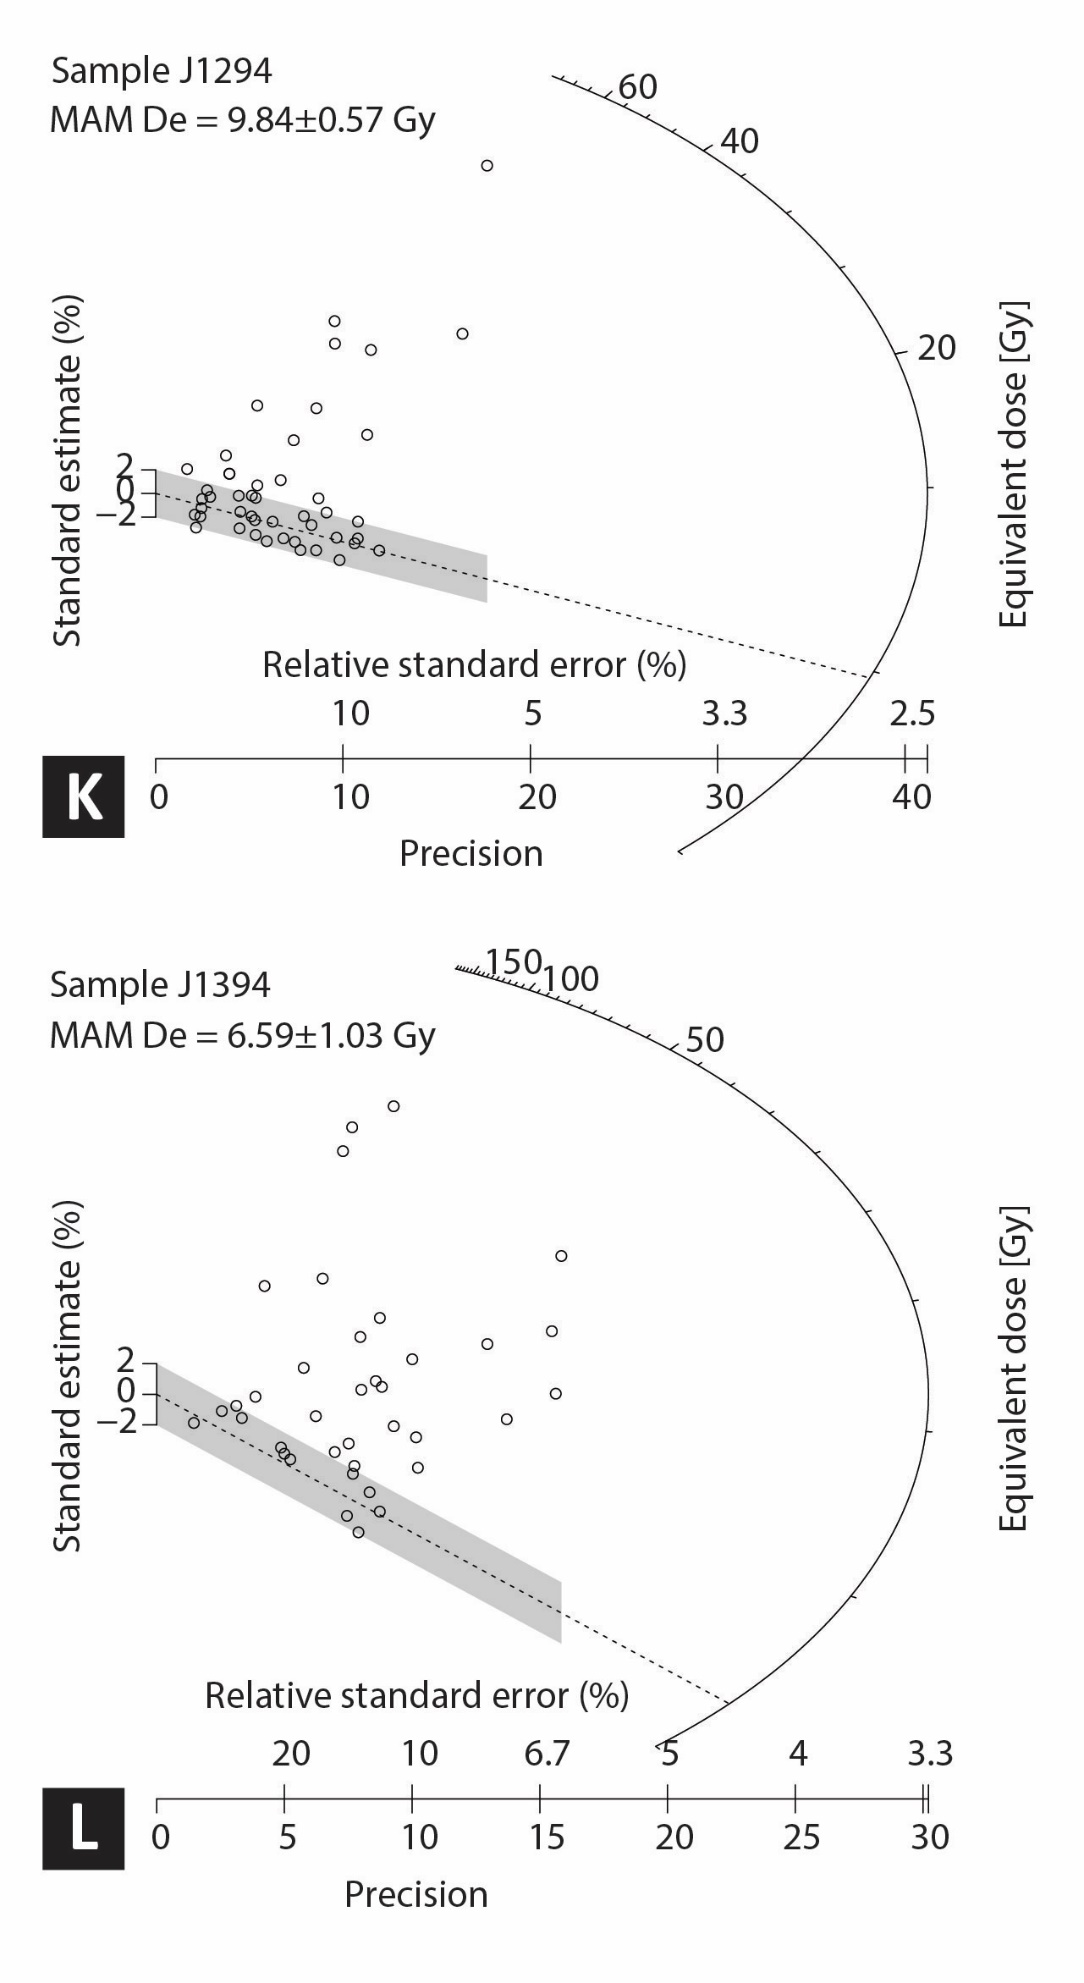 Sample J1294
MAM De = 9.84±0.57 Gy
60
40
20
Equivalent dose [Gy]
Standard estimate (%)
2
0
−2
Relative standard error (%)
10 5 3.3 2.5
K
0 10 20 30 40
Precision
Sample J1394
MAM De = 6.59±1.03 Gy
150
100
50
Equivalent dose [Gy]
Standard estimate (%)
2
0
−2
Relative standard error (%)
20 10 6.7 5 4 3.3
L
0 5 10 15 20 25 30
Precision